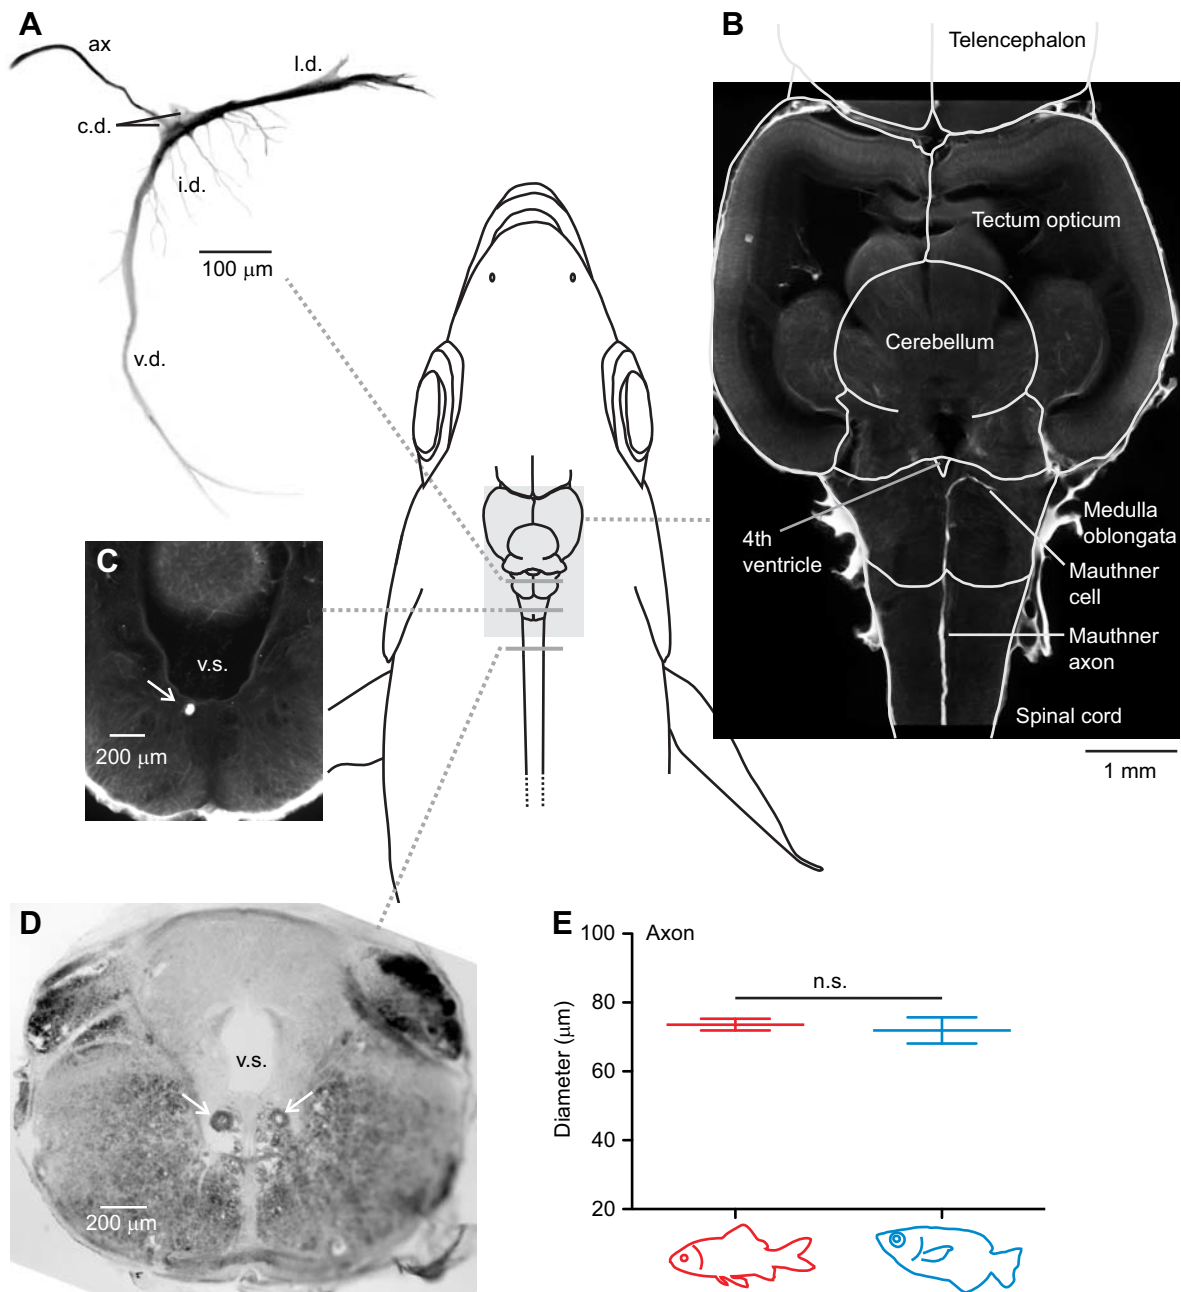 A
ax
l.d.
c.d.
i.d.
100 μm
v.d.
B
Telencephalon
Tectum opticum
Cerebellum
4th
ventricle
Medulla
oblongata
Mauthner
cell
Mauthner
axon
Spinal cord
1 mm
C
v.s.
200 μm
D
v.s.
200 μm
E
Axon
n.s.
Diameter (μm)
100
80
60
40
20